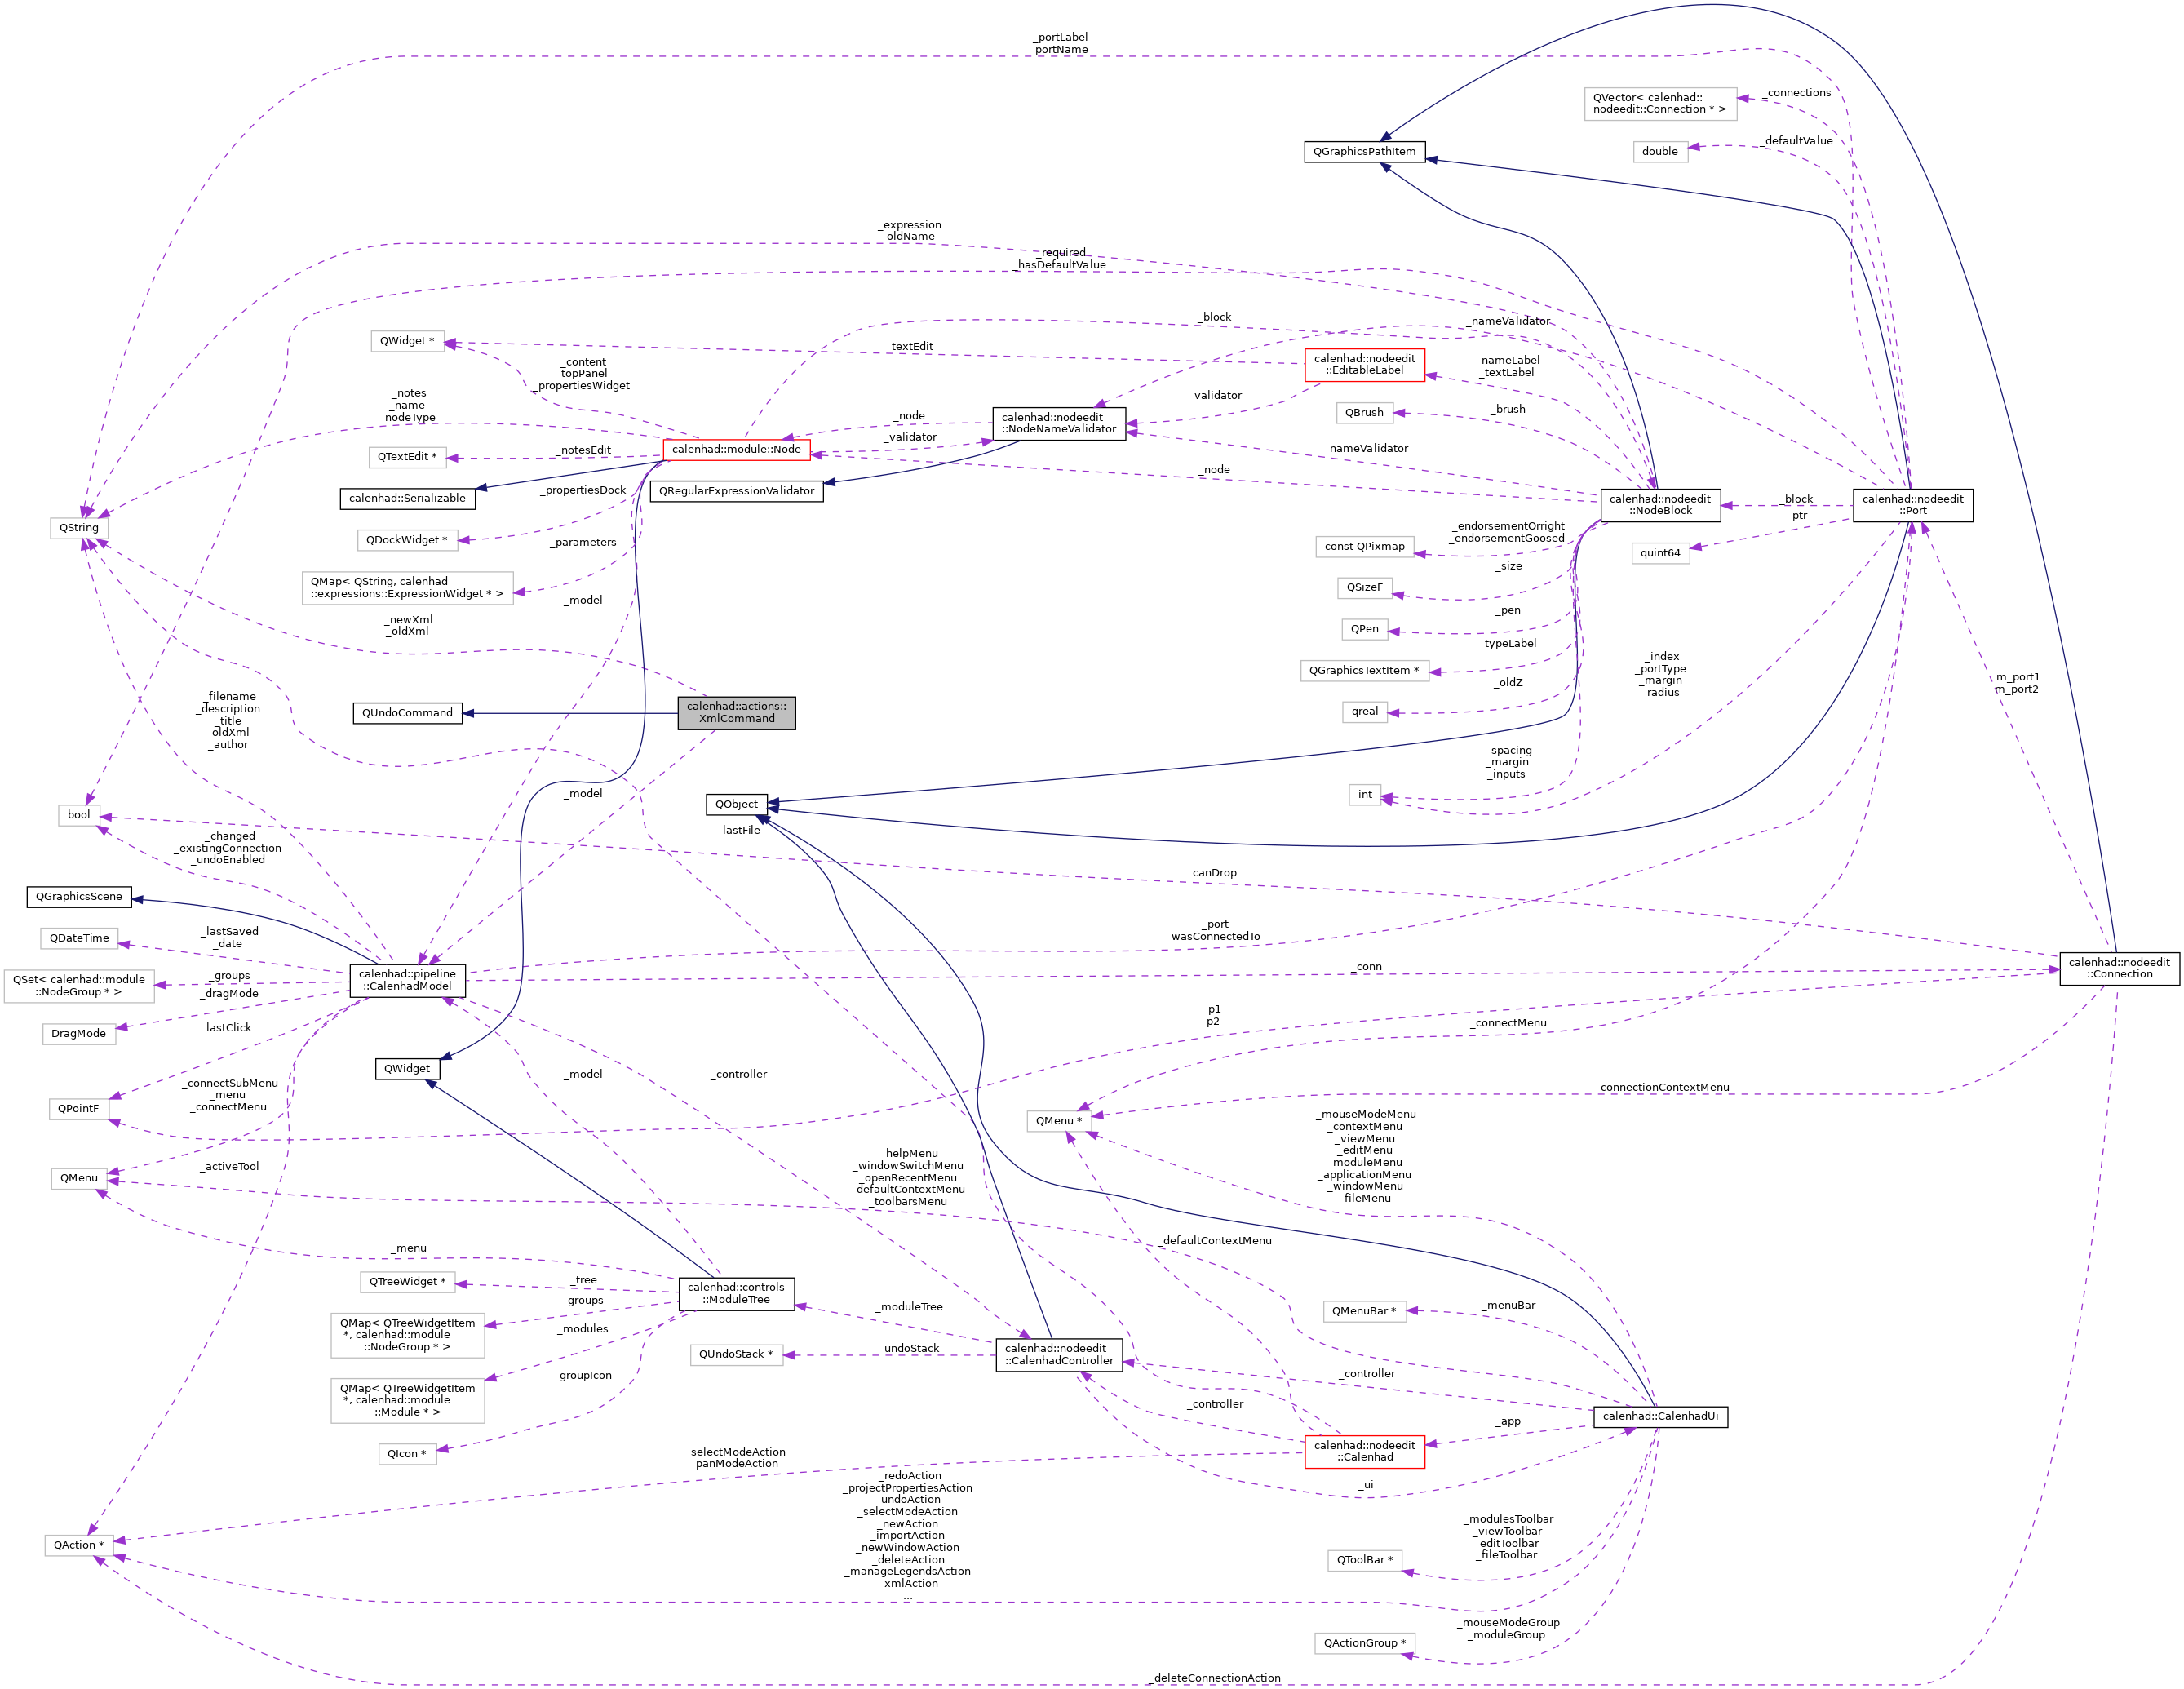 _portLabel
_portName
QVector< calenhad::
nodeedit::Connection * >
_connections
double
_defaultValue
QGraphicsPathItem
_expression
_oldName
_required
_hasDefaultValue
QWidget *
_content
_topPanel
_propertiesWidget
_textEdit
_block
_nameValidator
calenhad::nodeedit
::EditableLabel
_nameLabel
_textLabel
_notes
_name
_nodeType
_node
_validator
_validator
calenhad::nodeedit
::NodeNameValidator
QBrush
_brush
QTextEdit *
_notesEdit
calenhad::module::Node
_nameValidator
_node
calenhad::Serializable
_propertiesDock
QRegularExpressionValidator
calenhad::nodeedit
::NodeBlock
_block
calenhad::nodeedit
::Port
QString
QDockWidget *
_endorsementOrright
_endorsementGoosed
const QPixmap
_ptr
quint64
_parameters
QMap< QString, calenhad
::expressions::ExpressionWidget * >
_size
QSizeF
_model
_newXml
_oldXml
_pen
QPen
_typeLabel
QGraphicsTextItem *
_index
_portType
_margin
_radius
m_port1
m_port2
_filename
_description
_title
_oldXml
_author
QUndoCommand
calenhad::actions::
XmlCommand
_oldZ
qreal
_spacing
_margin
_inputs
int
_model
QObject
_lastFile
bool
_changed
_existingConnection
_undoEnabled
canDrop
QGraphicsScene
QDateTime
_lastSaved
_date
_port
_wasConnectedTo
QSet< calenhad::module
::NodeGroup * >
_groups
calenhad::pipeline
::CalenhadModel
_conn
calenhad::nodeedit
::Connection
_dragMode
DragMode
lastClick
p1
p2
_connectMenu
QWidget
_model
_controller
QPointF
_connectSubMenu
_menu
_connectMenu
_connectionContextMenu
QMenu *
_mouseModeMenu
_contextMenu
_viewMenu
_editMenu
_moduleMenu
_applicationMenu
_windowMenu
_fileMenu
_helpMenu
_windowSwitchMenu
_openRecentMenu
_defaultContextMenu
_toolbarsMenu
QMenu
_activeTool
_menu
_defaultContextMenu
QTreeWidget *
_tree
calenhad::controls
::ModuleTree
_groups
_moduleTree
QMenuBar *
_menuBar
QMap< QTreeWidgetItem
*, calenhad::module
::NodeGroup * >
_modules
QUndoStack *
_undoStack
calenhad::nodeedit
::CalenhadController
_groupIcon
_controller
QMap< QTreeWidgetItem
*, calenhad::module
::Module * >
_controller
_app
calenhad::CalenhadUi
QIcon *
selectModeAction
panModeAction
calenhad::nodeedit
::Calenhad
_ui
_redoAction
_projectPropertiesAction
_undoAction
_selectModeAction
_newAction
_importAction
_newWindowAction
_deleteAction
_manageLegendsAction
_xmlAction
...
QAction *
_modulesToolbar
_viewToolbar
_editToolbar
_fileToolbar
QToolBar *
_mouseModeGroup
_moduleGroup
QActionGroup *
_deleteConnectionAction